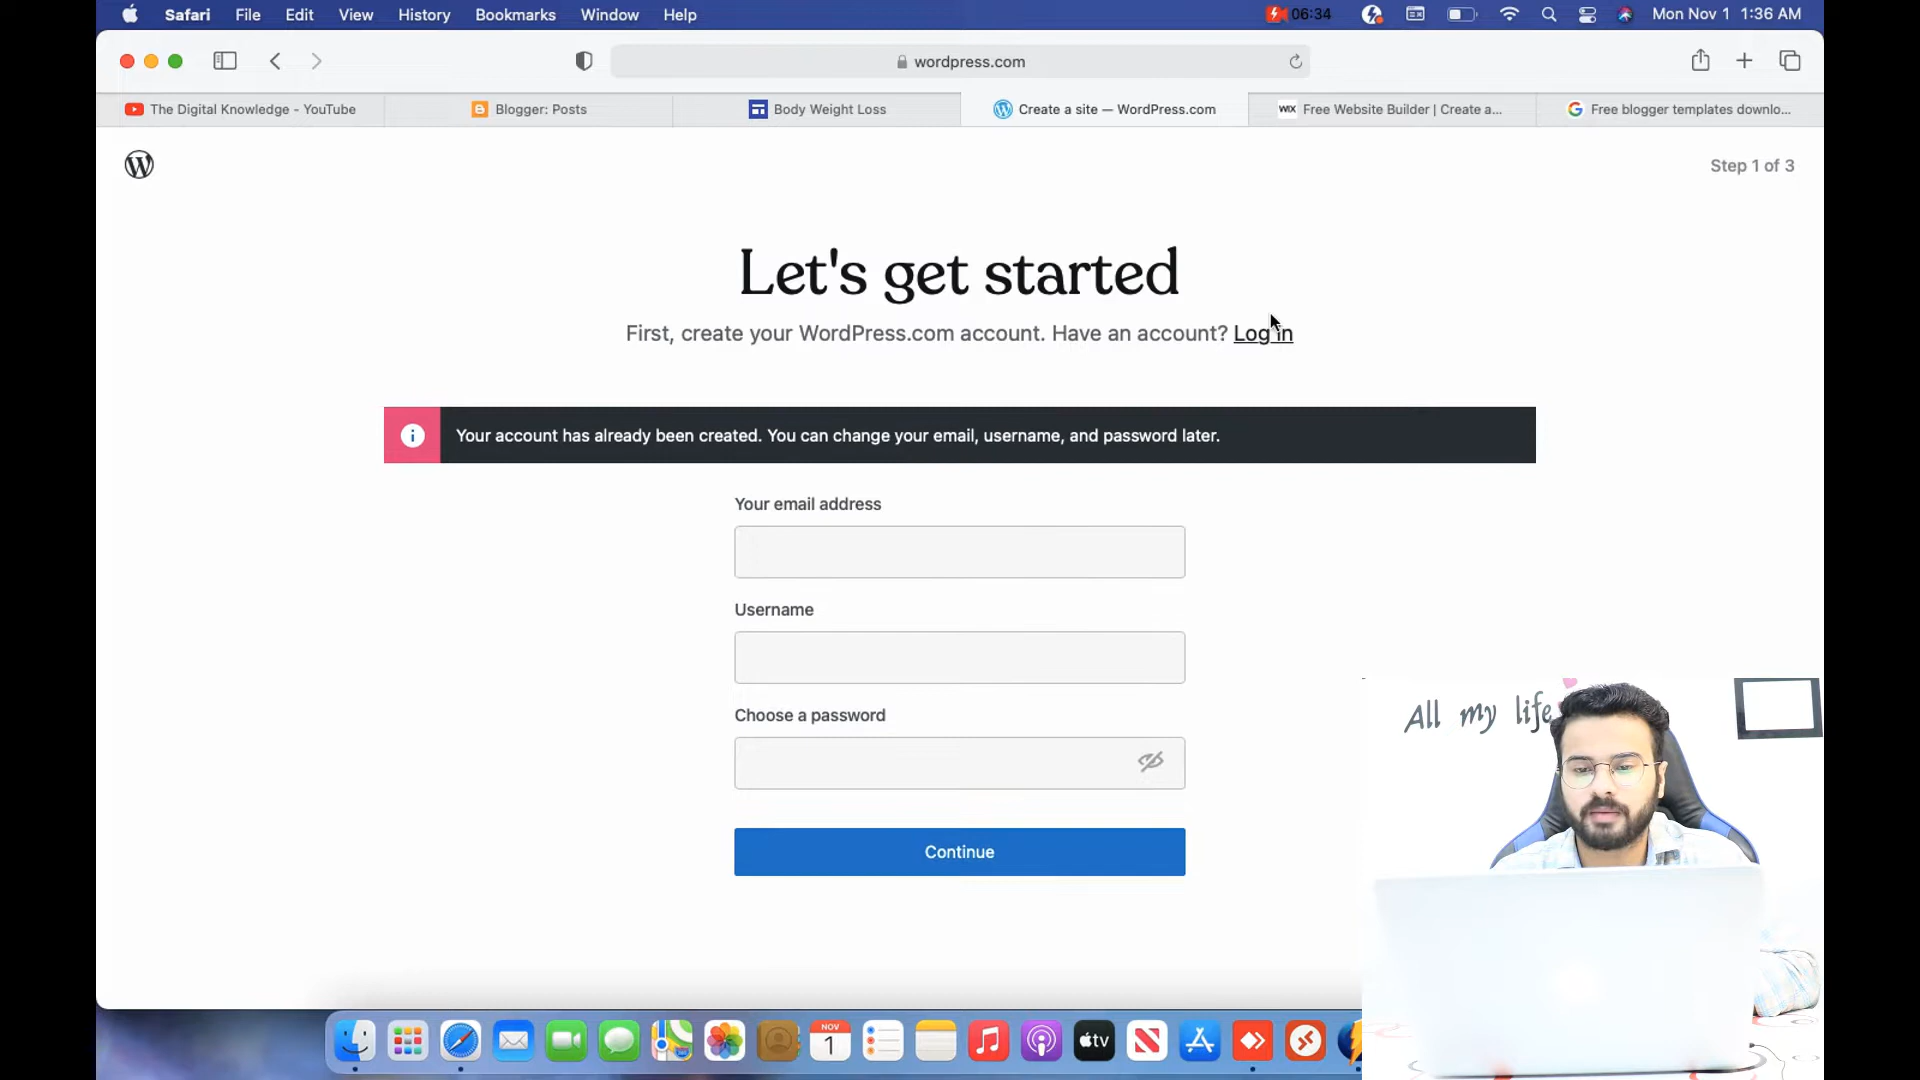 Safari File Edit View History Bookmarks Window Help 06:34 Mon Nov 1 1:36 AM
wordpress.com
The Digital Knowledge - YouTube Blogger: Posts Body Weight Loss Create a site — WordPress.com WIX Free Website Builder | Create a... Free blogger templates downlo...
Step 1 of 3
Let's get started
First, create your WordPress.com account. Have an account? Log in
Your account has already been created. You can change your email, username, and password later.
Your email address
Username
Choose a password
All my life
Continue
NOV
1
tv